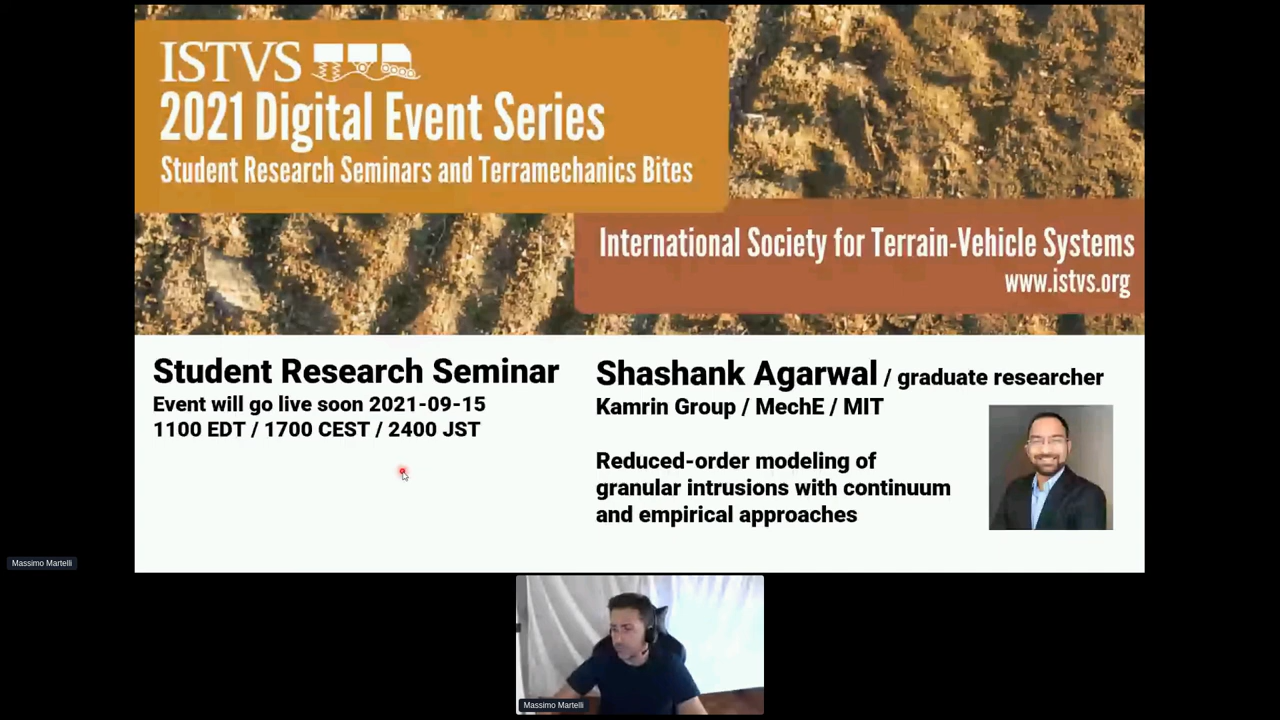 ISTVS
2021 Digital Event Series
Student Research Seminars and Terramechanics Bites
International Society for Terrain-Vehicle Systems
www.istvs.org
Student Research Seminar
Event will go live soon 2021-09-15
1100 EDT / 1700 CEST / 2400 JST
Shashank Agarwal / graduate researcher
Kamrin Group / MechE / MIT
Reduced-order modeling of
granular intrusions with continuum
and empirical approaches
Massimo Martelli
Massimo Martelli